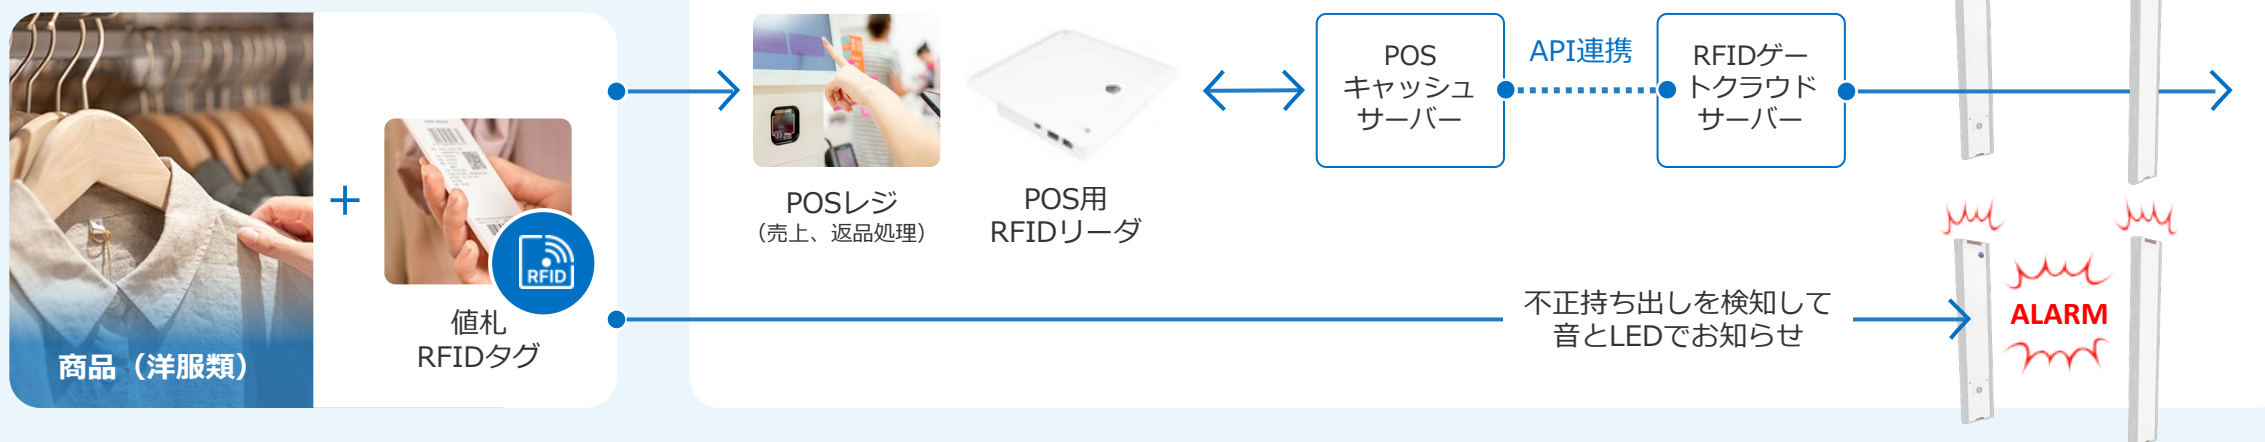 商品（洋服類）
＋
RFID
値札
RFIDタグ
POSレジ
（売上、返品処理）
POS用
RFIDリーダ
POS
キャッシュ
サーバー
API連携
RFIDゲー
トクラウド
サーバー
不正持ち出しを検知して
音とLEDでお知らせ
ALARM